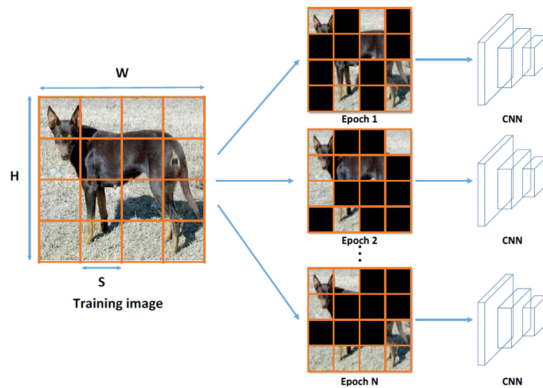 W
H
S
Training image
Epoch 1
CNN
Epoch 2
CNN
Epoch N
CNN